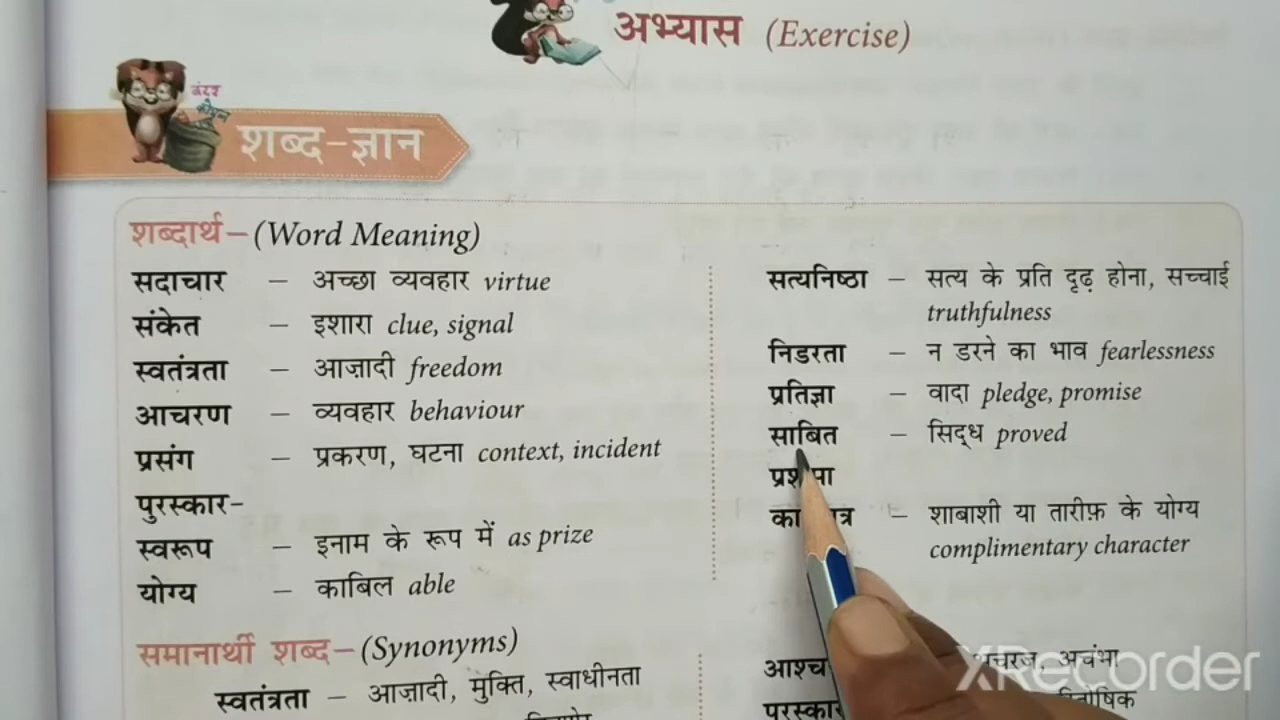 अभ्यास (Exercise)
शब्द-ज्ञान
शब्दार्थ– (Word Meaning)
सदाचार – अच्छा व्यवहार virtue
संकेत – इशारा clue, signal
स्वतंत्रता – आज़ादी freedom
आचरण – व्यवहार behaviour
प्रसंग – प्रकरण, घटना context, incident
पुरस्कार-
स्वरूप – इनाम के रूप में as prize
योग्य – काबिल able
सत्यनिष्ठा – सत्य के प्रति दृढ़ होना, सच्चाई
truthfulness
निडरता – न डरने का भाव fearlessness
प्रतिज्ञा – वादा pledge, promise
साबित – सिद्ध proved
– शाबाशी या तारीफ़ के योग्य
complimentary character
समानार्थी शब्द– (Synonyms)
स्वतंत्रता – आज़ादी, मुक्ति, स्वाधीनता
अचंभा
XRecorder